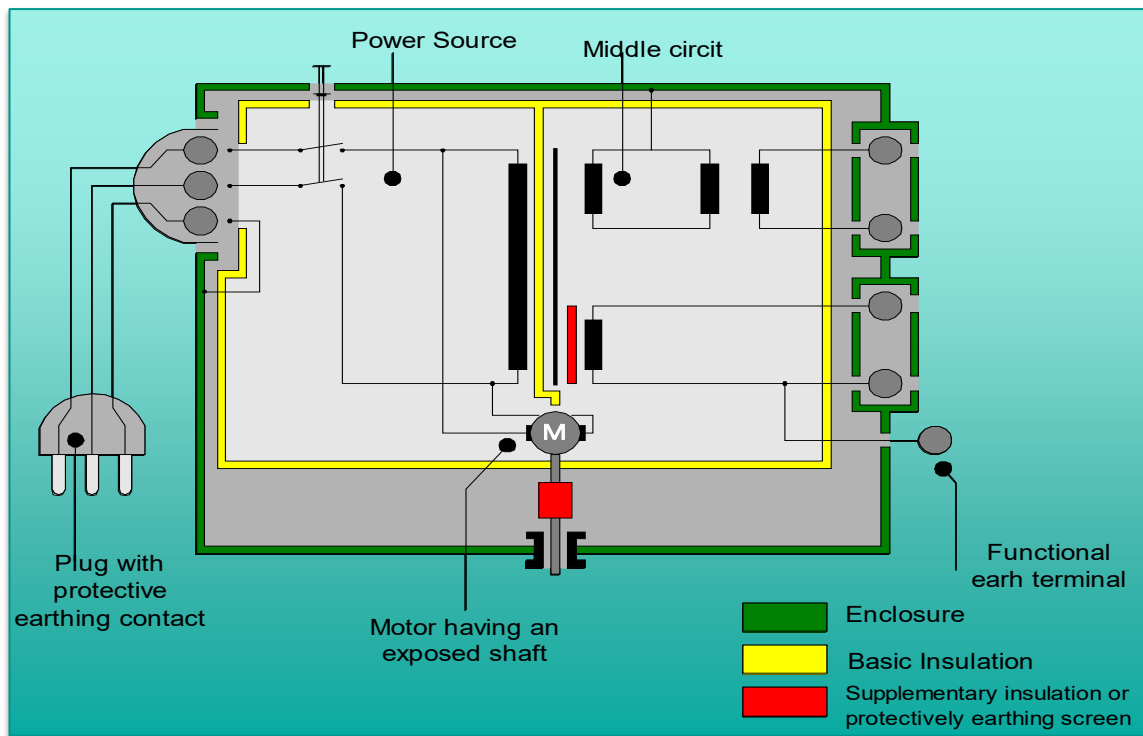 Power Source
Middle circit
M
Plug with
protective
earthing contact
Motor having an
exposed shaft
Functional
earh terminal
Enclosure
Basic Insulation
Supplementary insulation or
protectively earthing screen